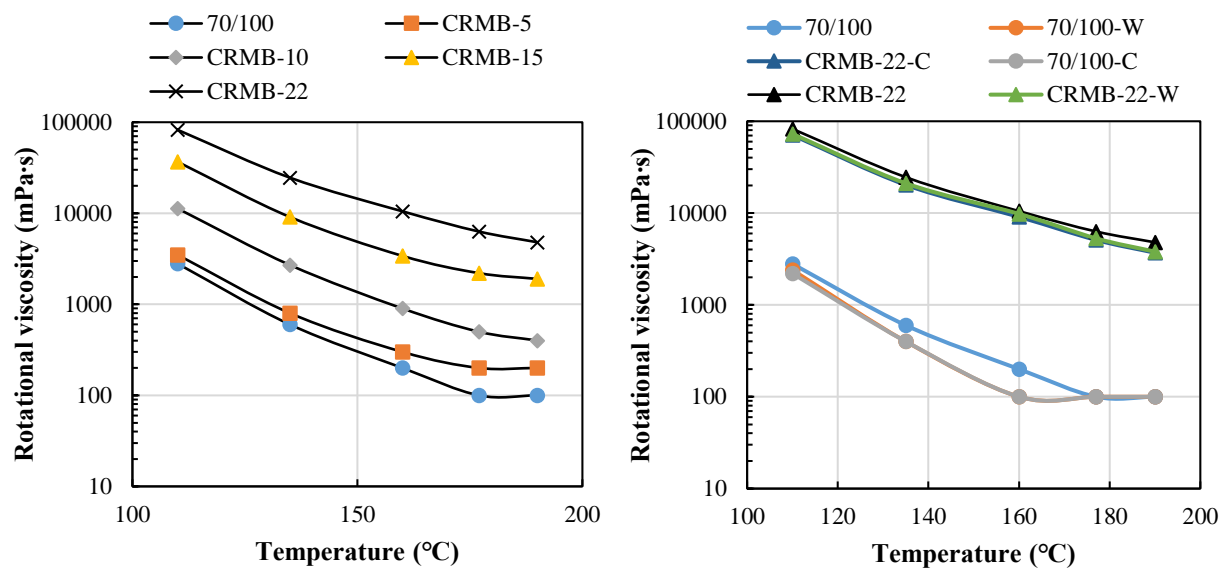 70/100 CRMB-5
CRMB-10 CRMB-15
CRMB-22
Rotational viscosity (mPa·s)
100000
10000
1000
100
10
100 150 200
Temperature (℃)
70/100 70/100-W
CRMB-22-C 70/100-C
CRMB-22 CRMB-22-W
Rotational viscosity (mPa·s)
100000
10000
1000
100
10
100 120 140 160 180 200
Temperature (℃)